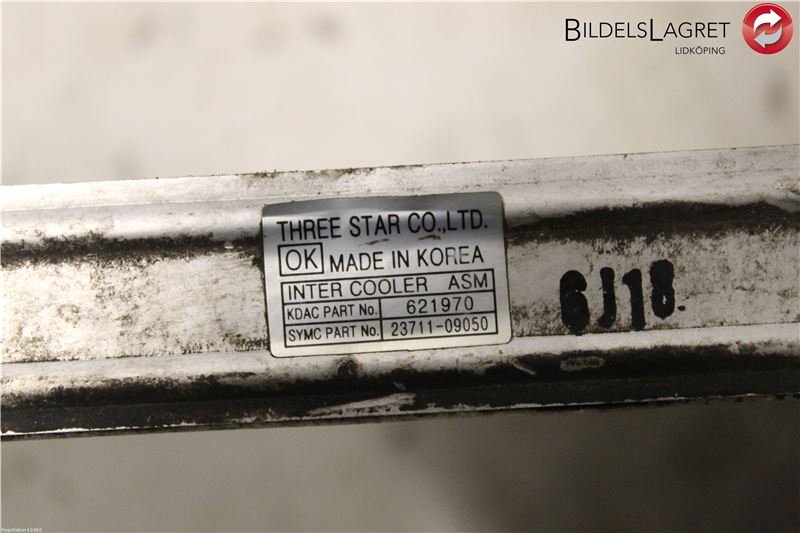 BILDELSLAGRET
LIDKÖPING
THREE STAR CO.,LTD.
OK MADE IN KOREA
INTER COOLER ASM
KDAC PART No. 621970
SYMC PART No. 23711-09050
6J18